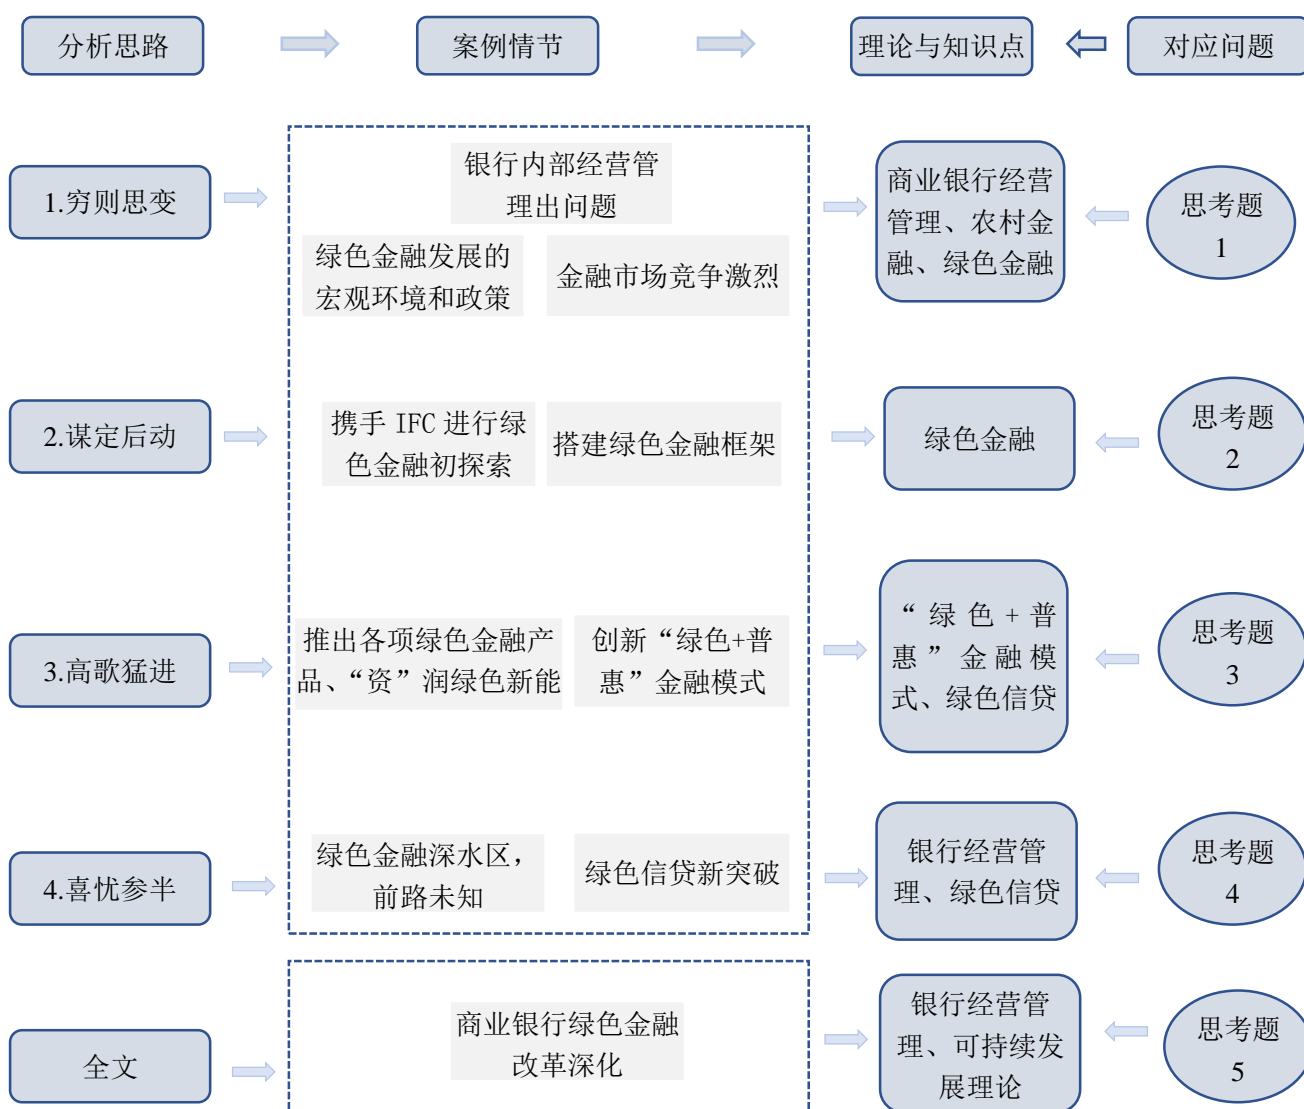 分析思路
案例情节
理论与知识点
对应问题
1.穷则思变
银行内部经营管
理出问题
绿色金融发展的
宏观环境和政策
金融市场竞争激烈
商业银行经营
管理、农村金
融、绿色金融
思考题
1
2.谋定后动
携手 IFC 进行绿
色金融初探索
搭建绿色金融框架
绿色金融
思考题
2
3.高歌猛进
推出各项绿色金融产
品、“资”润绿色新能
创新“绿色+普
惠”金融模式
“绿色+普
惠”金融模
式、绿色信贷
思考题
3
4.喜忧参半
绿色金融深水区，
前路未知
绿色信贷新突破
银行经营管
理、绿色信贷
思考题
4
全文
商业银行绿色金融
改革深化
银行经营管
理、可持续发
展理论
思考题
5